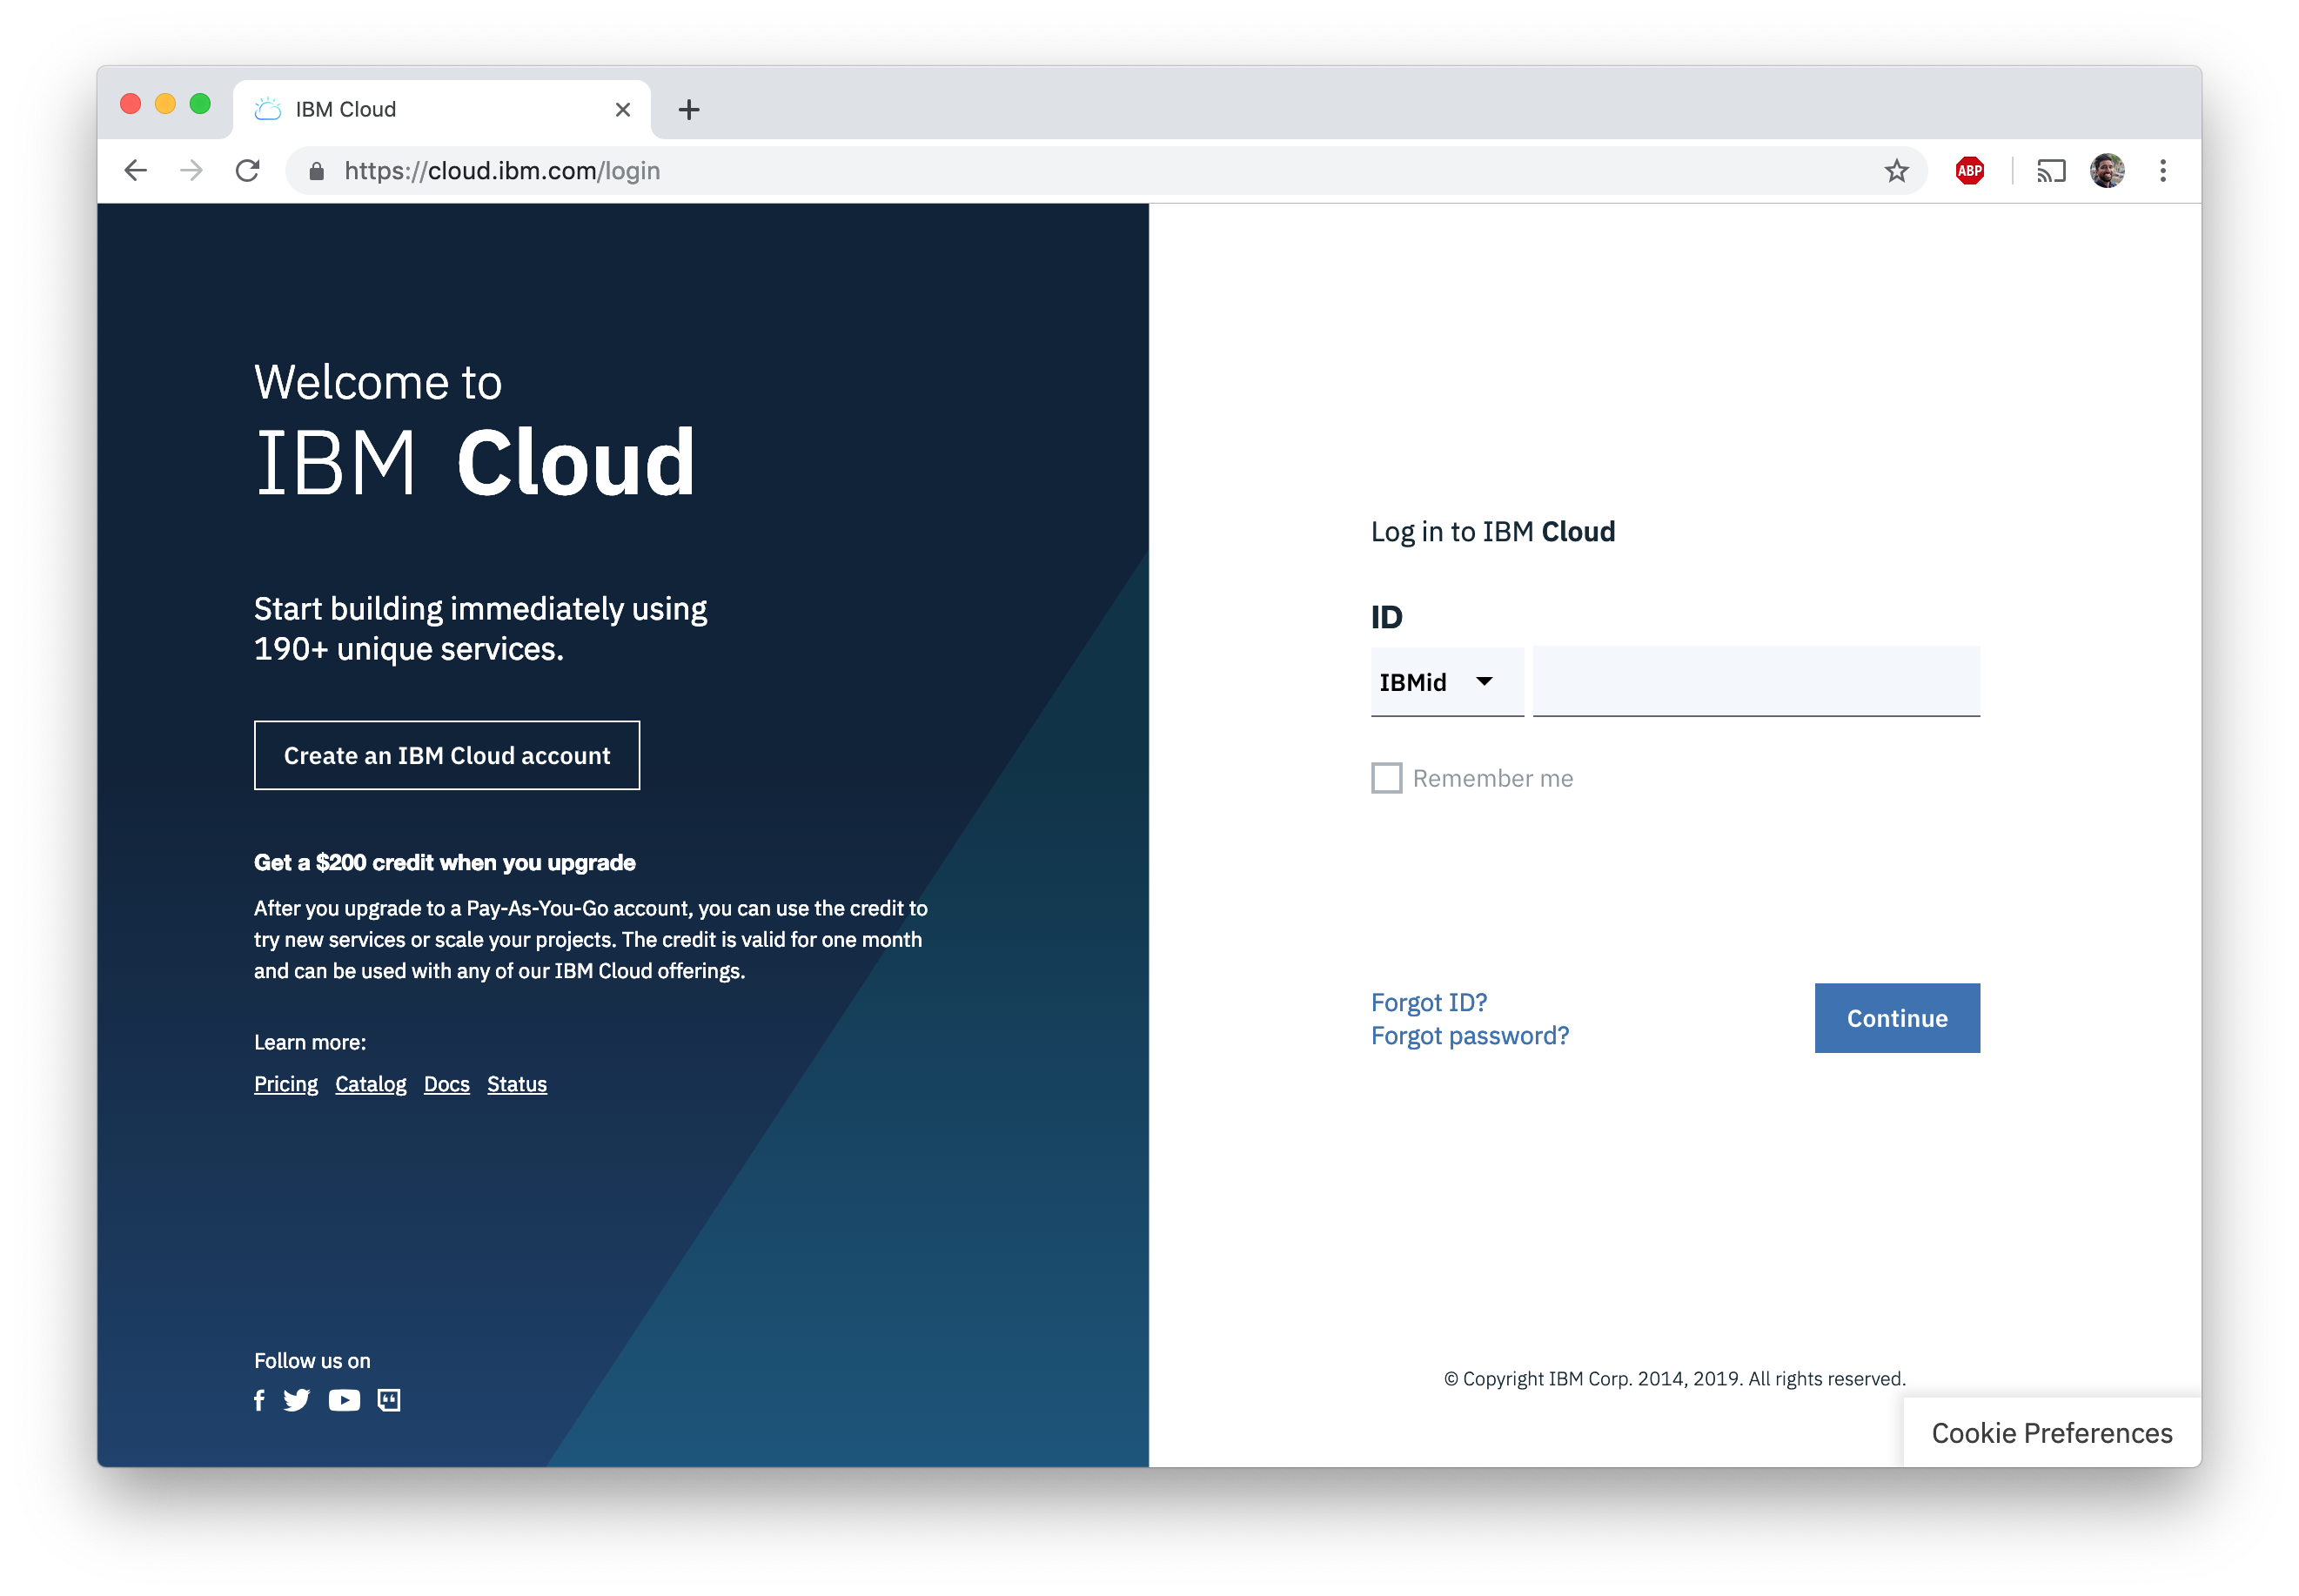 IBM Cloud
https://cloud.ibm.com/login
ABP
Welcome to
IBM Cloud
Start building immediately using
190+ unique services.
Create an IBM Cloud account
Get a $200 credit when you upgrade
After you upgrade to a Pay-As-You-Go account, you can use the credit to
try new services or scale your projects. The credit is valid for one month
and can be used with any of our IBM Cloud offerings.
Learn more:
Pricing Catalog Docs Status
Follow us on
Log in to IBM Cloud
ID
IBMid
Remember me
Forgot ID?
Forgot password?
Continue
© Copyright IBM Corp. 2014, 2019. All rights reserved.
Cookie Preferences